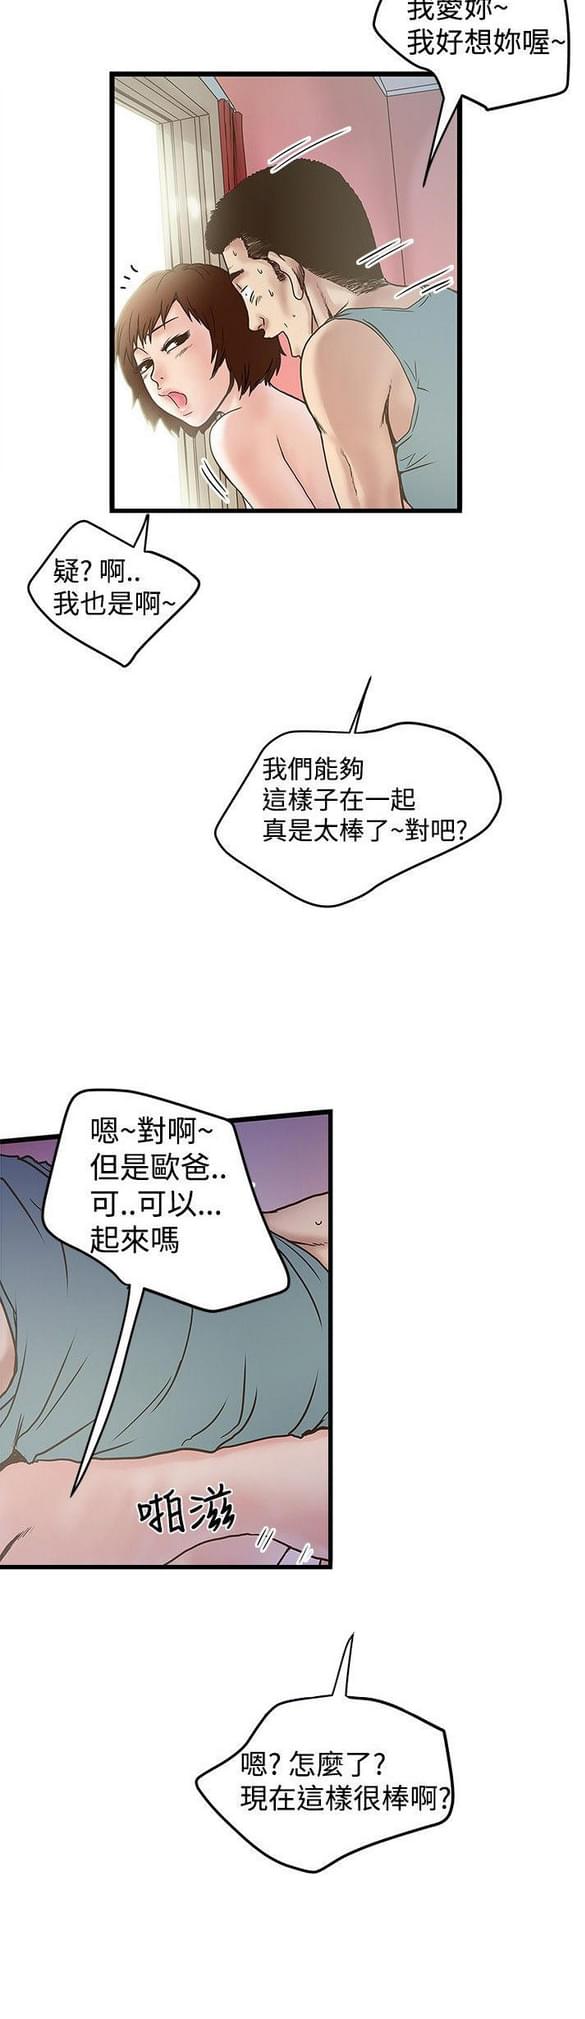 我愛妳~
我好想妳喔~
疑? 啊..
我也是啊~
我們能夠
這樣子在一起
真是太棒了~對吧?
嗯~對啊~
但是歐爸..
可..可以...
起來嗎
啪滋
嗯? 怎麼了?
現在這樣很棒啊?